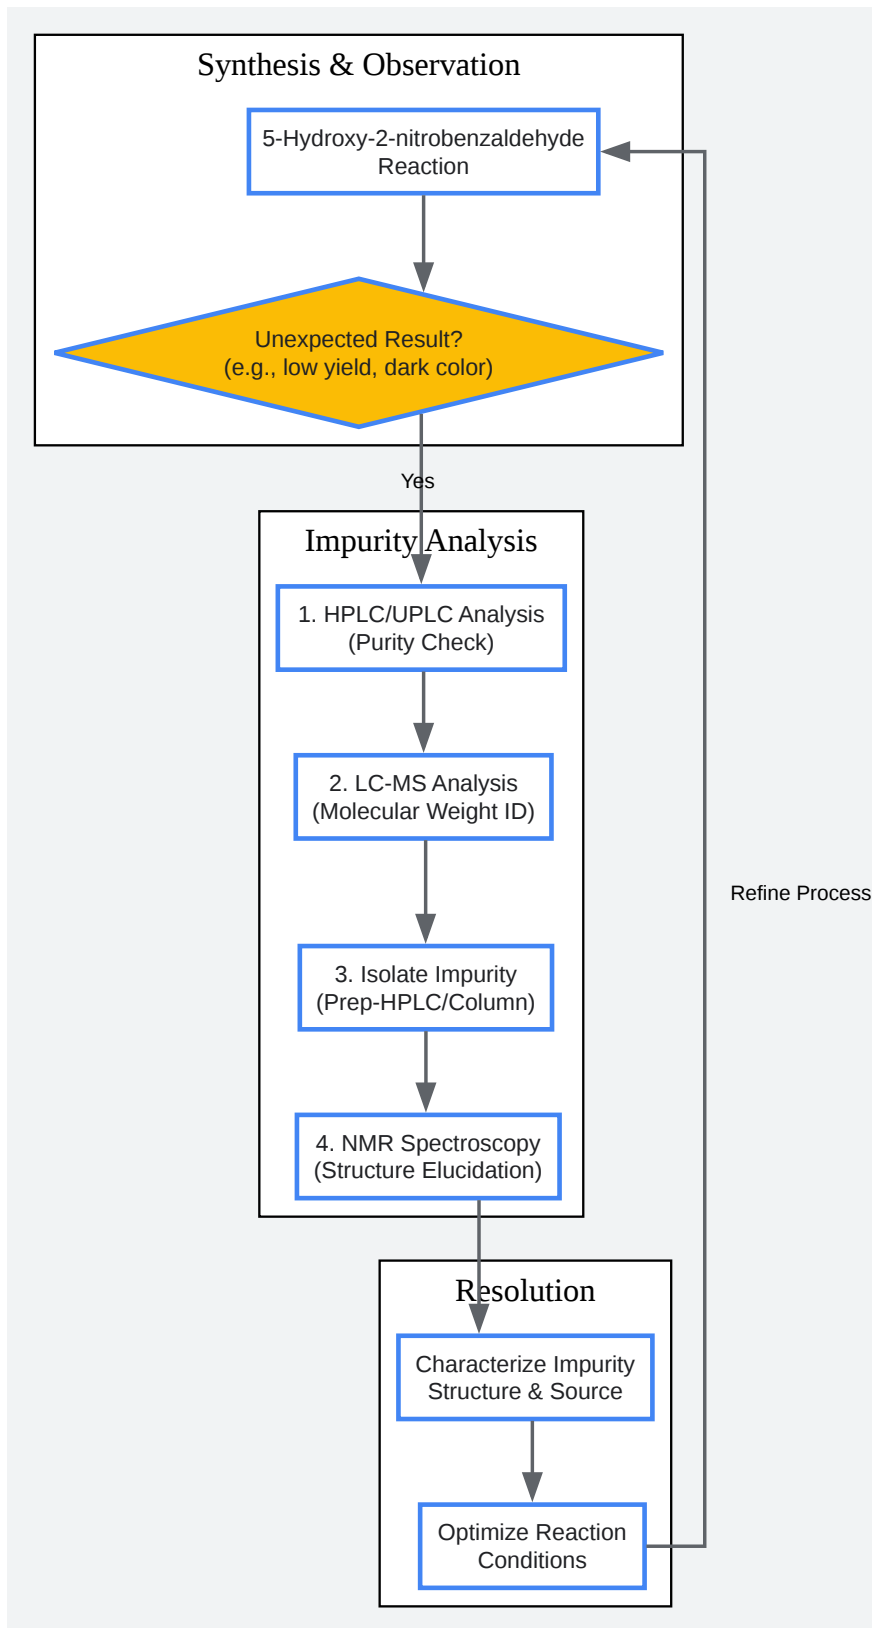 Synthesis & Observation
5-Hydroxy-2-nitrobenzaldehyde
Reaction
Unexpected Result?
(e.g., low yield, dark color)
Yes
Impurity Analysis
1. HPLC/UPLC Analysis
(Purity Check)
2. LC-MS Analysis
(Molecular Weight ID)
Refine Process
3. Isolate Impurity
(Prep-HPLC/Column)
4. NMR Spectroscopy
(Structure Elucidation)
Resolution
Characterize Impurity
Structure & Source
Optimize Reaction
Conditions